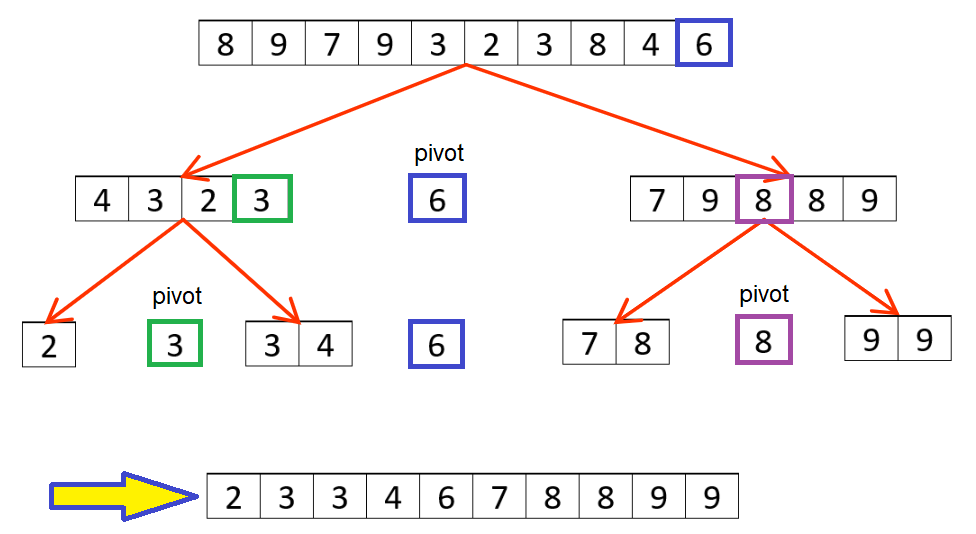 8 9 7 9 3 2 3 8 4 6
pivot
4 3 2 3 6 7 9 8 8 9
pivot pivot
2 3 3 4 6 7 8 8 9 9
2 3 3 4 6 7 8 8 9 9